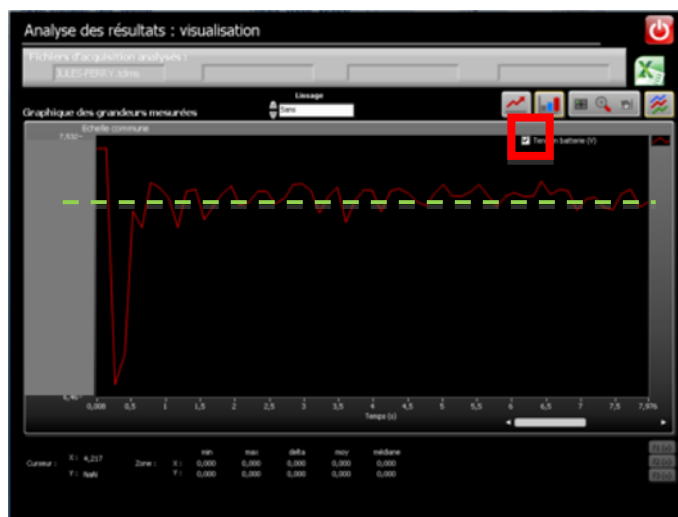 Analyse des résultats : visualisation
Fichiers d'acquisition analysés :
JULES-FERRY.tdms
Lissage
Sans
Graphique des grandeurs mesurées
Echelle commune
7,932
batterie (V)
0,008 0,5 1 1,5 2 2,5 3 3,5 4 4,5 5 5,5 6 6,5 7 7,5 7,976
Temps (s)
min max delta moy médiane
Curseur : X : 4,217 Zone : X : 0,000 0,000 0,000 0,000 0,000
Y : NaN Y : 0,000 0,000 0,000 0,000 0,000